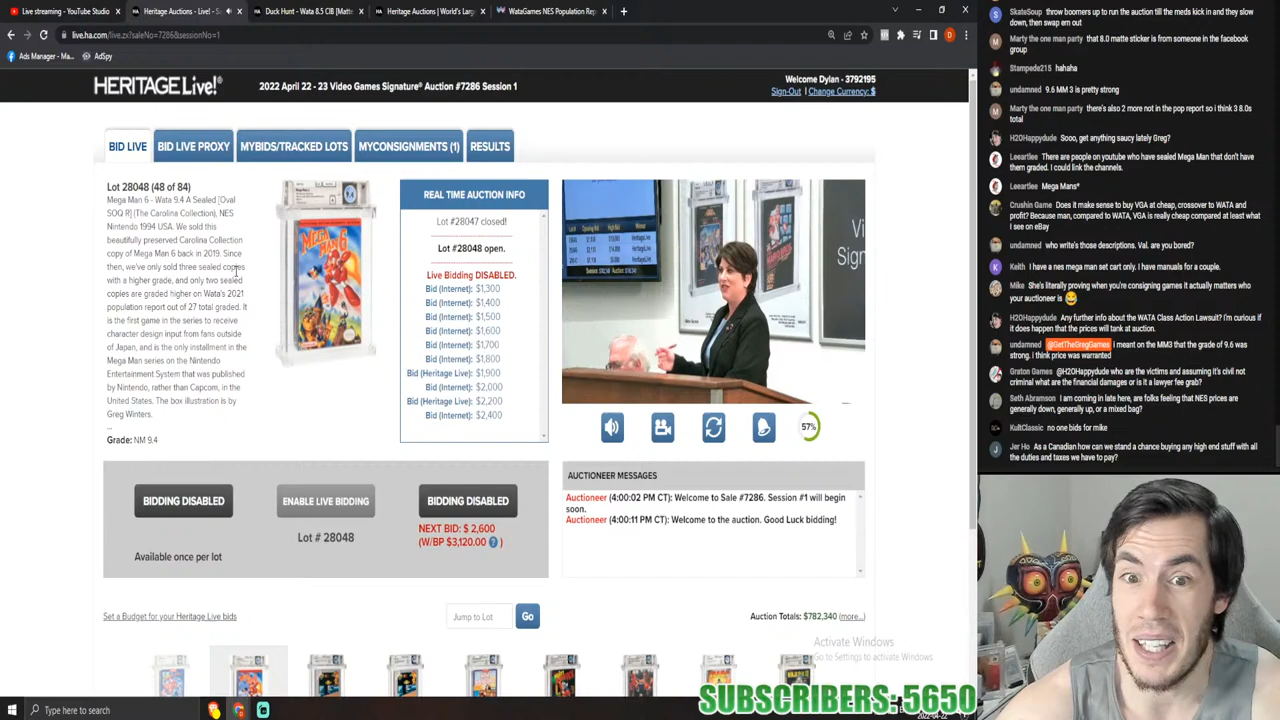 Live streaming - YouTube Studio
Heritage Auctions - Live! - S
Duck Hunt - Wata 8.5 CIB [Matt
Heritage Auctions | World's Larg
WataGames NES Population Rep
live.ha.com/live.zx?saleNo=7286&sessionNo=1
Ads Manager - Ma...
AdSpy
HERITAGE Live!®
2022 April 22 - 23 Video Games Signature® Auction #7286 Session 1
Welcome Dylan - 3792195
Sign-Out | Change Currency: $
BID LIVE
BID LIVE PROXY
MYBIDS/TRACKED LOTS
MYCONSIGNMENTS (1)
RESULTS
Lot 28048 (48 of 84)
Mega Man 6 - Wata 9.4 A Sealed [Oval
SOQ R] (The Carolina Collection), NES
Nintendo 1994 USA. We sold this
beautifully preserved Carolina Collection
copy of Mega Man 6 back in 2019. Since
then, we've only sold three sealed copies
with a higher grade, and only two sealed
copies are graded higher on Wata's 2021
population report out of 27 total graded. It
is the first game in the series to receive
character design input from fans outside
of Japan, and is the only installment in the
Mega Man series on the Nintendo
Entertainment System that was published
by Nintendo, rather than Capcom, in the
United States. The box illustration is by
Greg Winters.
...
Grade: NM 9.4
MEGA MAN 6
REAL TIME AUCTION INFO
Lot #28047 closed!
Lot #28048 open.
Live Bidding DISABLED.
Bid (Internet): $1,300
Bid (Internet): $1,400
Bid (Internet): $1,500
Bid (Internet): $1,600
Bid (Internet): $1,700
Bid (Internet): $1,800
Bid (Heritage Live): $1,900
Bid (Internet): $2,000
Bid (Heritage Live): $2,200
Bid (Internet): $2,400
57%
BIDDING DISABLED
Available once per lot
ENABLE LIVE BIDDING
Lot # 28048
BIDDING DISABLED
NEXT BID: $ 2,600
(W/BP $3,120.00 ? )
AUCTIONEER MESSAGES
Auctioneer (4:00:02 PM CT): Welcome to Sale #7286. Session #1 will begin
soon.
Auctioneer (4:00:11 PM CT): Welcome to the auction. Good Luck bidding!
Set a Budget for your Heritage Live bids
Jump to Lot
Go
Auction Totals: $782,340 (more...)
Activate Windows
Go to Settings to activate Windows.
Type here to search
SUBSCRIBERS: 5650
SkateSoup throw boomers up to run the auction till the meds kick in and they slow
down, then swap em out
Marty the one man party that 8.0 matte sticker is from someone in the facebook
group
Stampede215 hahaha
undamned 9.6 MM 3 is pretty strong
Marty the one man party there's also 2 more not in the pop report so i think 3 8.0s
total
H2OHappydude Sooo, get anything saucy lately Greg?
Leeartlee There are people on youtube who have sealed Mega Man that don't have
them graded. I could link the channels.
Leeartlee Mega Mans*
Crushin Game Does it make sense to buy VGA at cheap, crossover to WATA and
profit? Because man, compared to WATA, VGA is really cheap compared at least what
I see on eBay
undamned who write's those descriptions. Val. are you bored?
Keith I have a nes mega man set cart only. I have manuals for a couple.
Mike She's literally proving when you're consigning games it actually matters who
your auctioneer is
H2OHappydude Any further info about the WATA Class Action Lawsuit? I'm curious if
it does happen that the prices will tank at auction.
undamned @GetTheGregGames i meant on the MM3 that the grade of 9.6 was
strong. i think price was warranted
Graton Games @H2OHappydude who are the victims and assuming it's civil not
criminal what are the financial damages or is it a lawyer fee grab?
Seth Abramson I am coming in late here, are folks feeling that NES prices are
generally down, generally up, or a mixed bag?
KultClassic no one bids for mike
Jer Ho As a Canadian how can we stand a chance buying any high end stuff with all
the duties and taxes we have to pay?